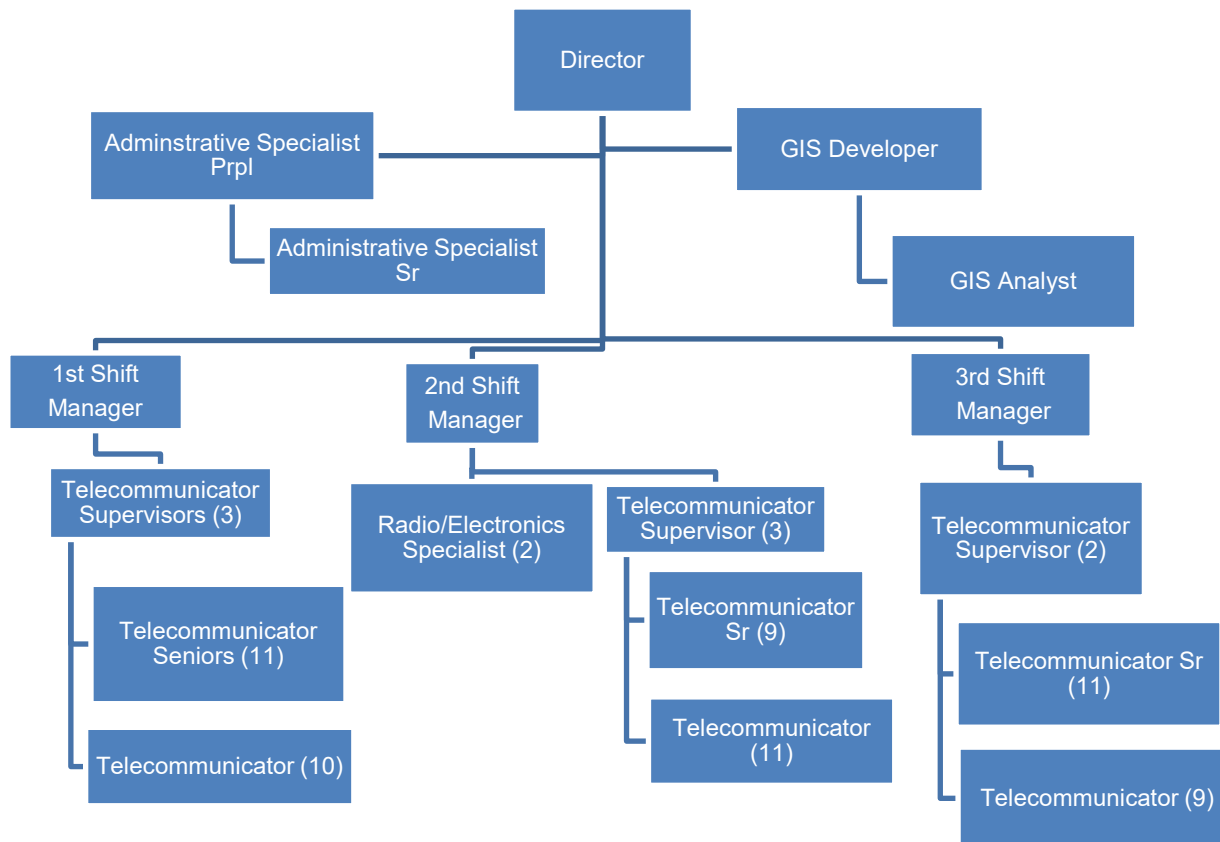 Director
Adminstrative Specialist
Prpl
GIS Developer
Administrative Specialist
Sr
GIS Analyst
1st Shift
Manager
2nd Shift
Manager
3rd Shift
Manager
Telecommunicator
Supervisors (3)
Radio/Electronics
Specialist (2)
Telecommunicator
Supervisor (3)
Telecommunicator
Supervisor (2)
Telecommunicator
Seniors (11)
Telecommunicator
Sr (9)
Telecommunicator Sr
(11)
Telecommunicator (10)
Telecommunicator
(11)
Telecommunicator (9)